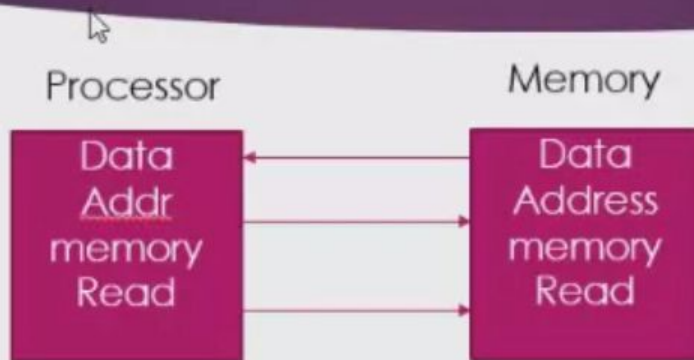 Processor
Memory
Data
Addr
memory
Read
Data
Address
memory
Read